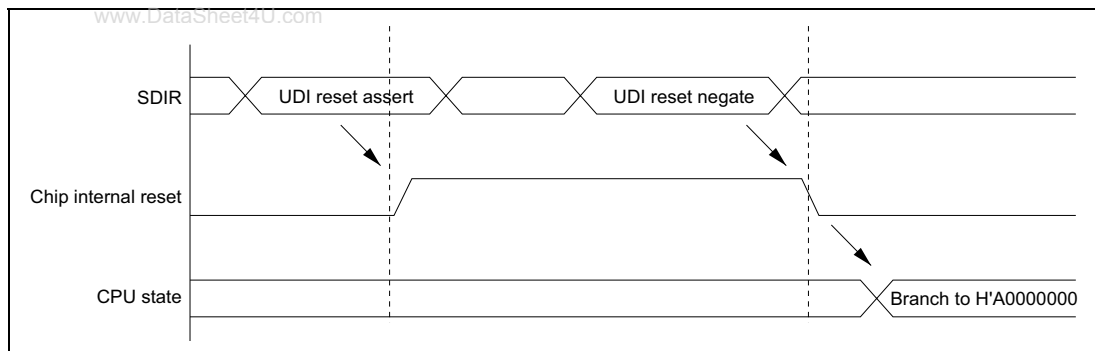 www.DataSheet4U.com
SDIR
UDI reset assert
UDI reset negate
Chip internal reset
CPU state
Branch to H'A0000000